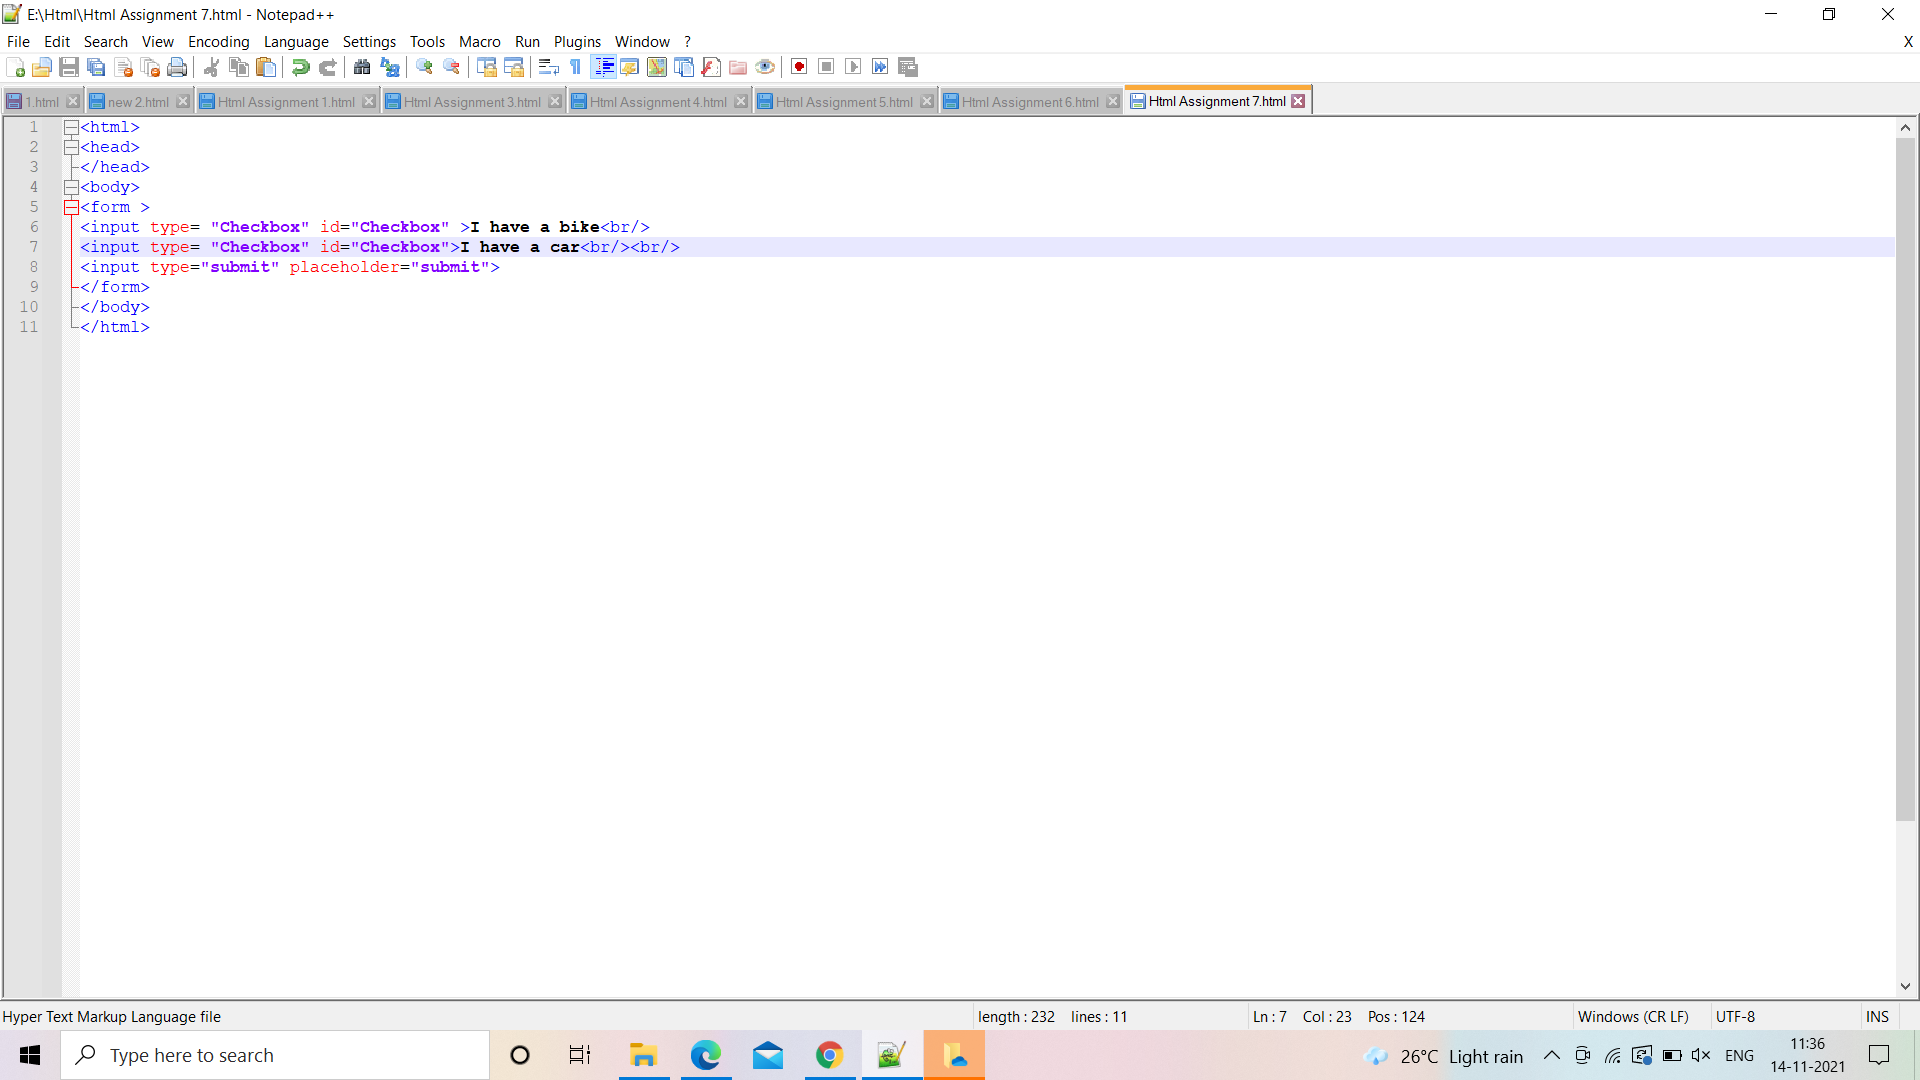 E:\Html\Html Assignment 7.html - Notepad++
File Edit Search View Encoding Language Settings Tools Macro Run Plugins Window ? X
1.html new 2.html Html Assignment 1.html Html Assignment 3.html Html Assignment 4.html Html Assignment 5.html Html Assignment 6.html Html Assignment 7.html
1 <html>
2 <head>
3 </head>
4 <body>
5 <form >
6 <input type= "Checkbox" id="Checkbox" >I have a bike<br/>
7 <input type= "Checkbox" id="Checkbox">I have a car<br/><br/>
8 <input type="submit" placeholder="submit">
9 </form>
10 </body>
11 </html>
Hyper Text Markup Language file length : 232 lines : 11 Ln : 7 Col : 23 Pos : 124 Windows (CR LF) UTF-8 INS
Type here to search 26°C Light rain ENG 11:36
14-11-2021